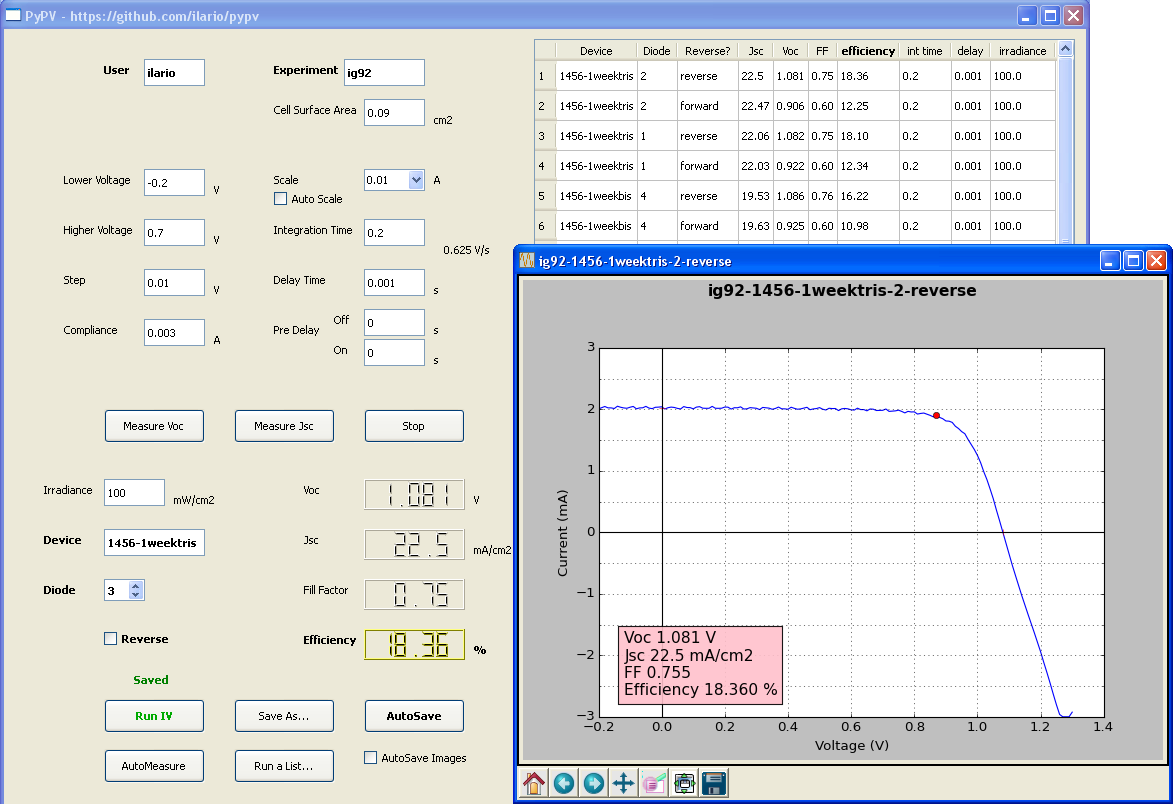 PyPV - https://github.com/ilario/pypv
User ilario Experiment ig92
Cell Surface Area 0.09 cm2
Lower Voltage -0.2 V Scale 0.01 A
Auto Scale
Higher Voltage 0.7 V Integration Time 0.2
0.625 V/s
Step 0.01 V Delay Time 0.001 s
Compliance 0.003 A Pre Delay Off 0 s
On 0 s
Measure Voc Measure Jsc Stop
Irradiance 100 mW/cm2 Voc 1.081 V
Device 1456-1weektris Jsc 22.5 mA/cm2
Diode 3 Fill Factor 0.75
Reverse Efficiency 18.36 %
Saved
Run IV Save As... AutoSave
AutoMeasure Run a List... AutoSave Images
Device Diode Reverse? Jsc Voc FF efficiency int time delay irradiance
1 1456-1weektris 2 reverse 22.5 1.081 0.75 18.36 0.2 0.001 100.0
2 1456-1weektris 2 forward 22.47 0.906 0.60 12.25 0.2 0.001 100.0
3 1456-1weektris 1 reverse 22.06 1.082 0.75 18.10 0.2 0.001 100.0
4 1456-1weektris 1 forward 22.03 0.922 0.60 12.34 0.2 0.001 100.0
5 1456-1weekbis 4 reverse 19.53 1.086 0.76 16.22 0.2 0.001 100.0
6 1456-1weekbis 4 forward 19.63 0.925 0.60 10.98 0.2 0.001 100.0
ig92-1456-1weektris-2-reverse
ig92-1456-1weektris-2-reverse
3
2
1
0
−1
−2
−3
Current (mA)
Voc 1.081 V
Jsc 22.5 mA/cm2
FF 0.755
Efficiency 18.360 %
−0.2 0.0 0.2 0.4 0.6 0.8 1.0 1.2 1.4
Voltage (V)